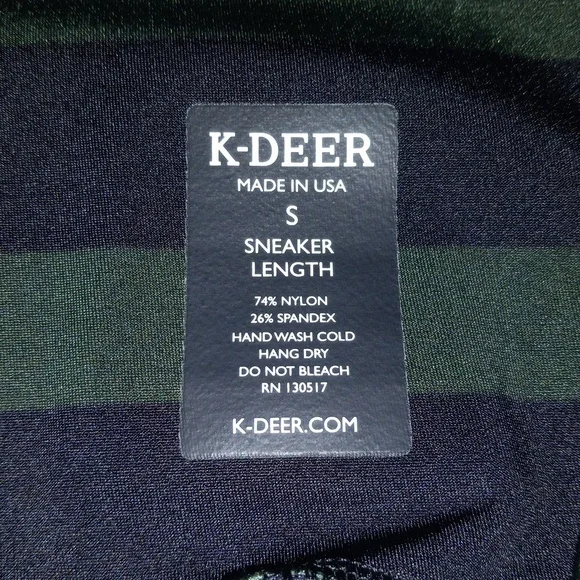 K-DEER
MADE IN USA
S
SNEAKER
LENGTH
74% NYLON
26% SPANDEX
HAND WASH COLD
HANG DRY
DO NOT BLEACH
RN 130517
K-DEER.COM